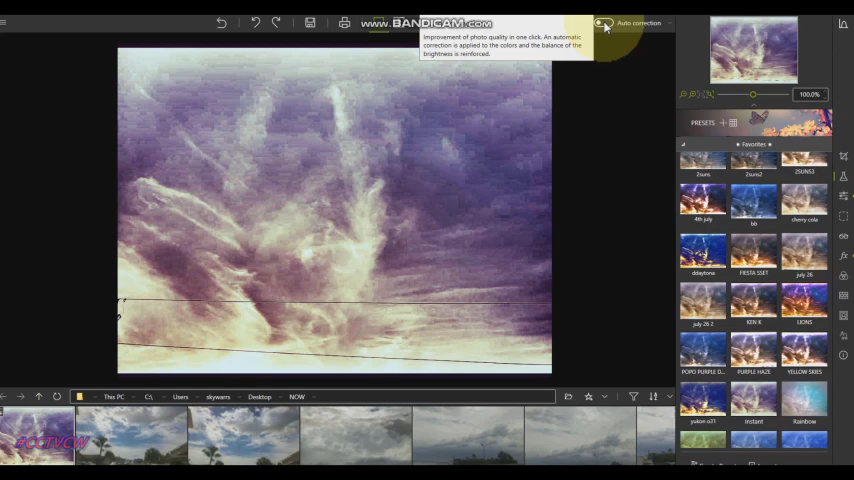 WWW.BANDICAM.COM
Auto correction
Improvement of photo quality in one click. An automatic
correction is applied to the colors and the balance of the
brightness is reinforced.
100.0%
PRESETS
★ Favorites ★
2suns
2suns2
2SUNS3
4th july
bb
cherry cola
ddaytona
FIESTA SSET
july 26
july 26 2
KEN K
LIONS
POPO PURPLE D...
PURPLE HAZE
YELLOW SKIES
yukon o31
Instant
Rainbow
This PC
C:\
Users
skywarrs
Desktop
NOW
#CCTVCW